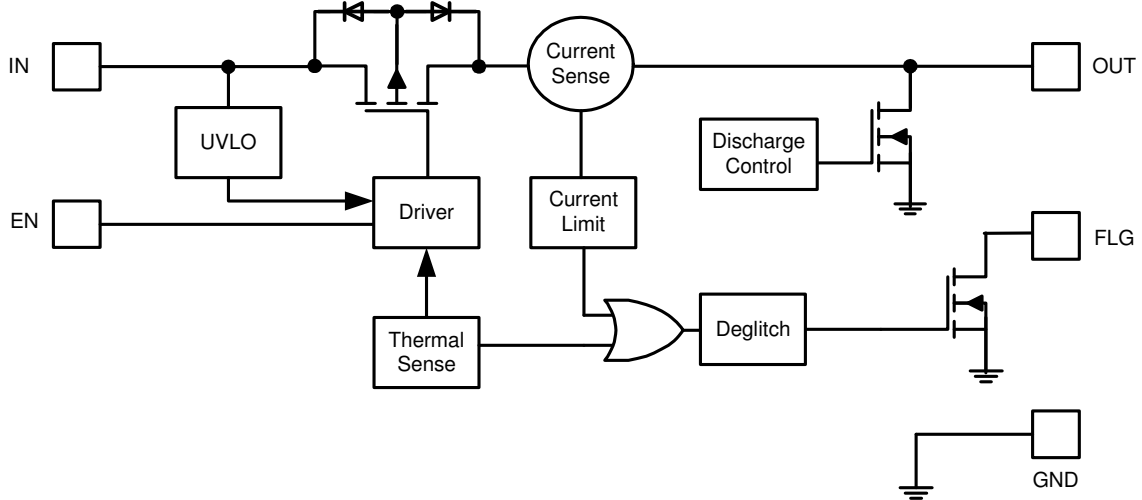 IN
OUT
Current
Sense
UVLO
Discharge
Control
EN
Driver
Current
Limit
FLG
Thermal
Sense
Deglitch
GND